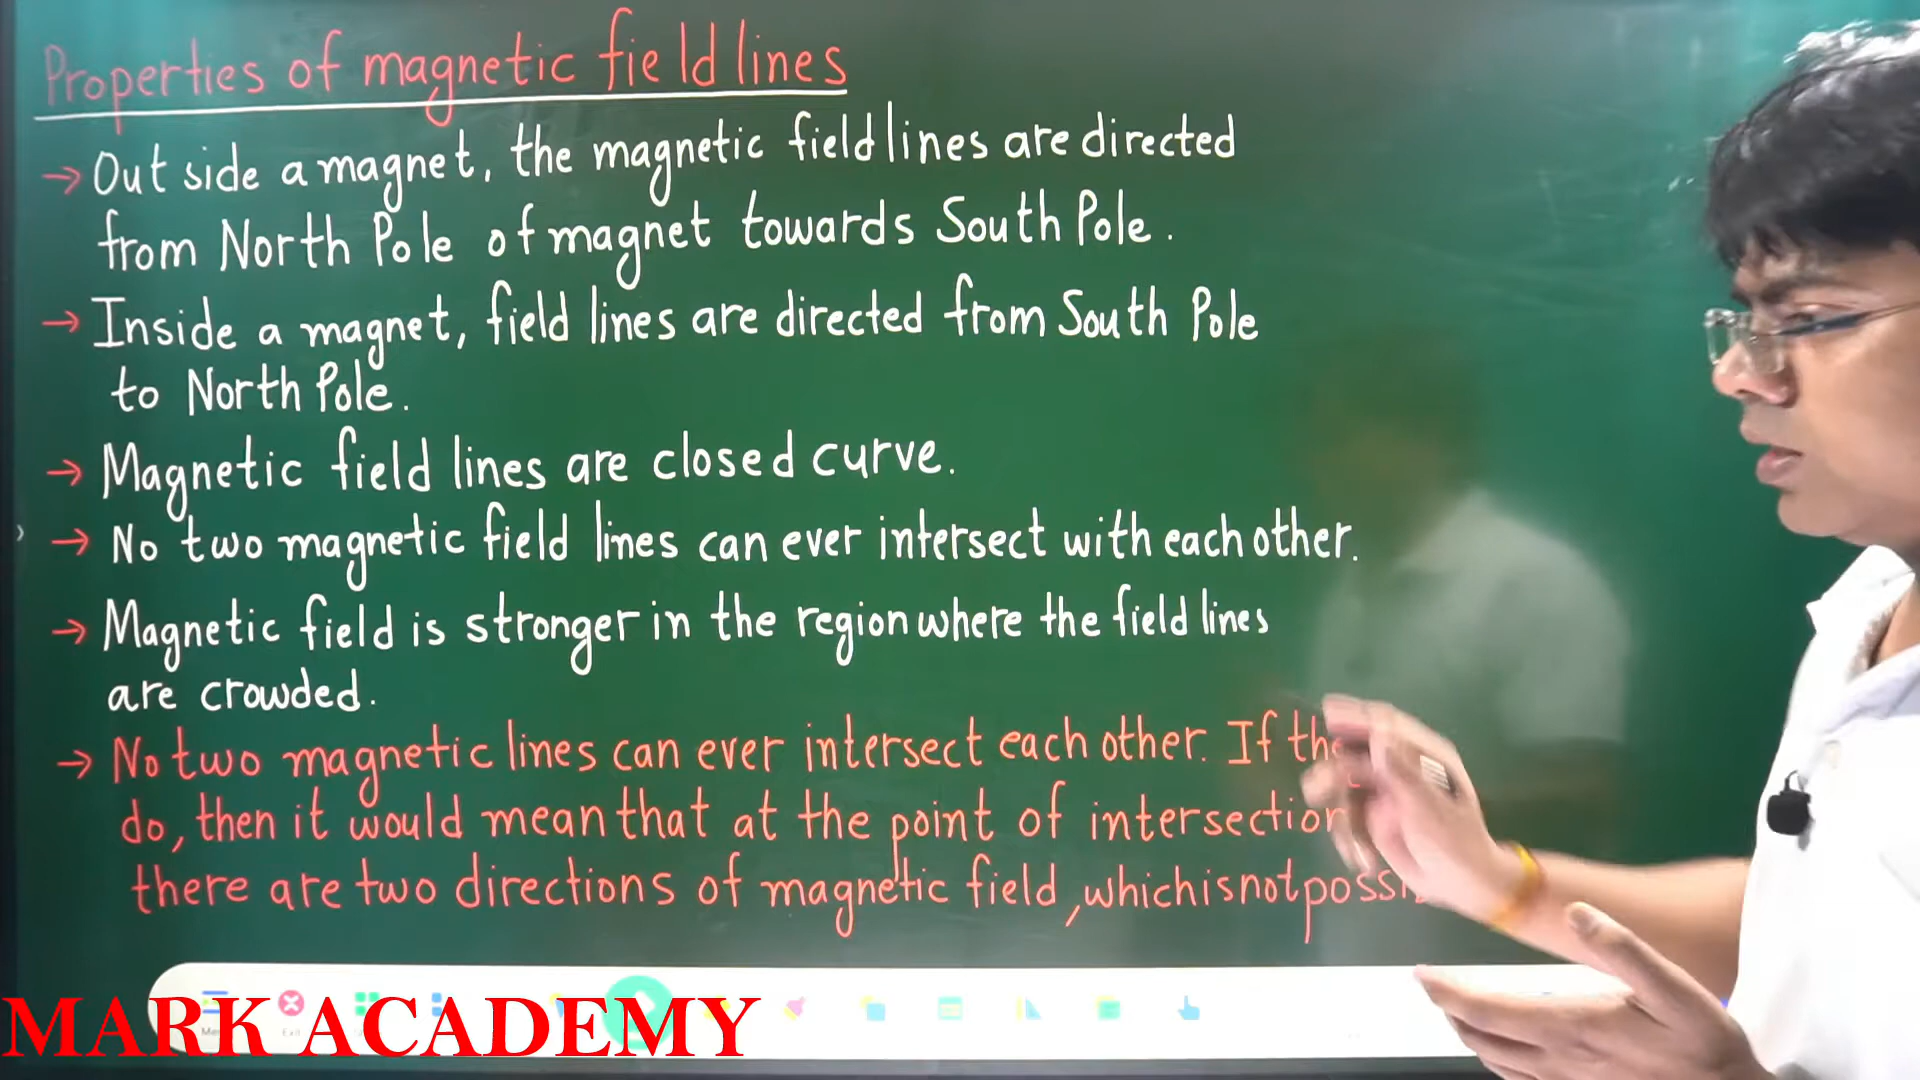 Properties of magnetic field lines
→ Out side a magnet, the magnetic field lines are directed
from North Pole of magnet towards South Pole.
→ Inside a magnet, field lines are directed from South Pole
to North Pole.
→ Magnetic field lines are closed curve.
→ No two magnetic field lines can ever intersect with each other.
→ Magnetic field is stronger in the region where the field lines
are crowded.
→ No two magnetic lines can ever intersect each other. If
do, then it would mean that at the point of intersection
there are two directions of magnetic field, which is not
MARK ACADEMY